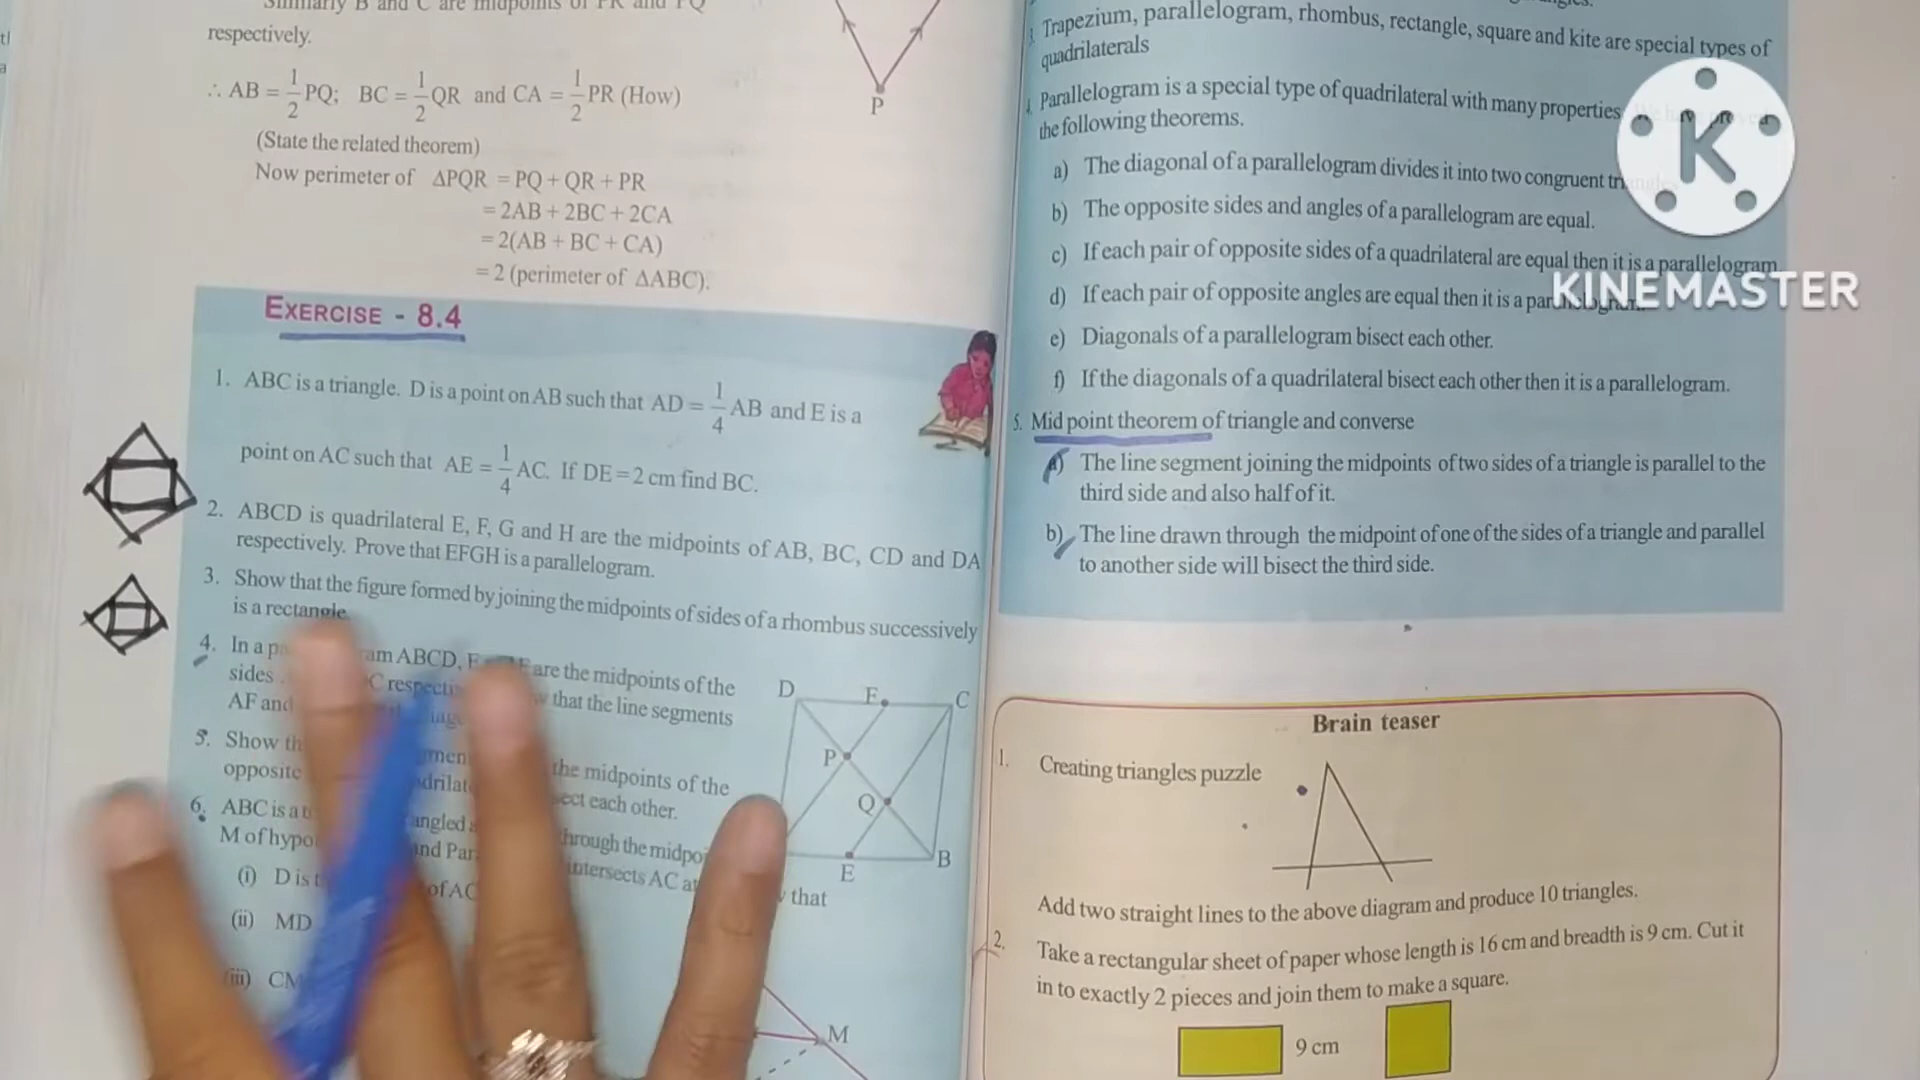 respectively.
∴ AB = 1/2 PQ; BC = 1/2 QR and CA = 1/2 PR (How)
(State the related theorem)
Now perimeter of ΔPQR = PQ + QR + PR
= 2AB + 2BC + 2CA
= 2(AB + BC + CA)
= 2 (perimeter of ΔABC).
P
EXERCISE - 8.4
1. ABC is a triangle. D is a point on AB such that AD = 1/4 AB and E is a
point on AC such that AE = 1/4 AC. If DE = 2 cm find BC.
2. ABCD is quadrilateral E, F, G and H are the midpoints of AB, BC, CD and DA
respectively. Prove that EFGH is a parallelogram.
3. Show that the figure formed by joining the midpoints of sides of a rhombus successively
is a rectangle
4. In a ABCD, are the midpoints of the
sides that the line segments
AF and
5. Show the midpoints of the
opposite each other.
6. ABC is a through the
M of intersects AC at that
(i) D is of AC
(ii) MD
(iii) CM
D F C
P
Q
E B
M
3. Trapezium, parallelogram, rhombus, rectangle, square and kite are special types of
quadrilaterals
4. Parallelogram is a special type of quadrilateral with many properties
the following theorems.
a) The diagonal of a parallelogram divides it into two congruent
b) The opposite sides and angles of a parallelogram are equal.
c) If each pair of opposite sides of a quadrilateral are equal then it is a parallelogram
d) If each pair of opposite angles are equal then it is a
e) Diagonals of a parallelogram bisect each other.
f) If the diagonals of a quadrilateral bisect each other then it is a parallelogram.
5. Mid point theorem of triangle and converse
a) The line segment joining the midpoints of two sides of a triangle is parallel to the
third side and also half of it.
b) The line drawn through the midpoint of one of the sides of a triangle and parallel
to another side will bisect the third side.
Brain teaser
1. Creating triangles puzzle
Add two straight lines to the above diagram and produce 10 triangles.
2. Take a rectangular sheet of paper whose length is 16 cm and breadth is 9 cm. Cut it
in to exactly 2 pieces and join them to make a square.
9 cm
K
KINEMASTER